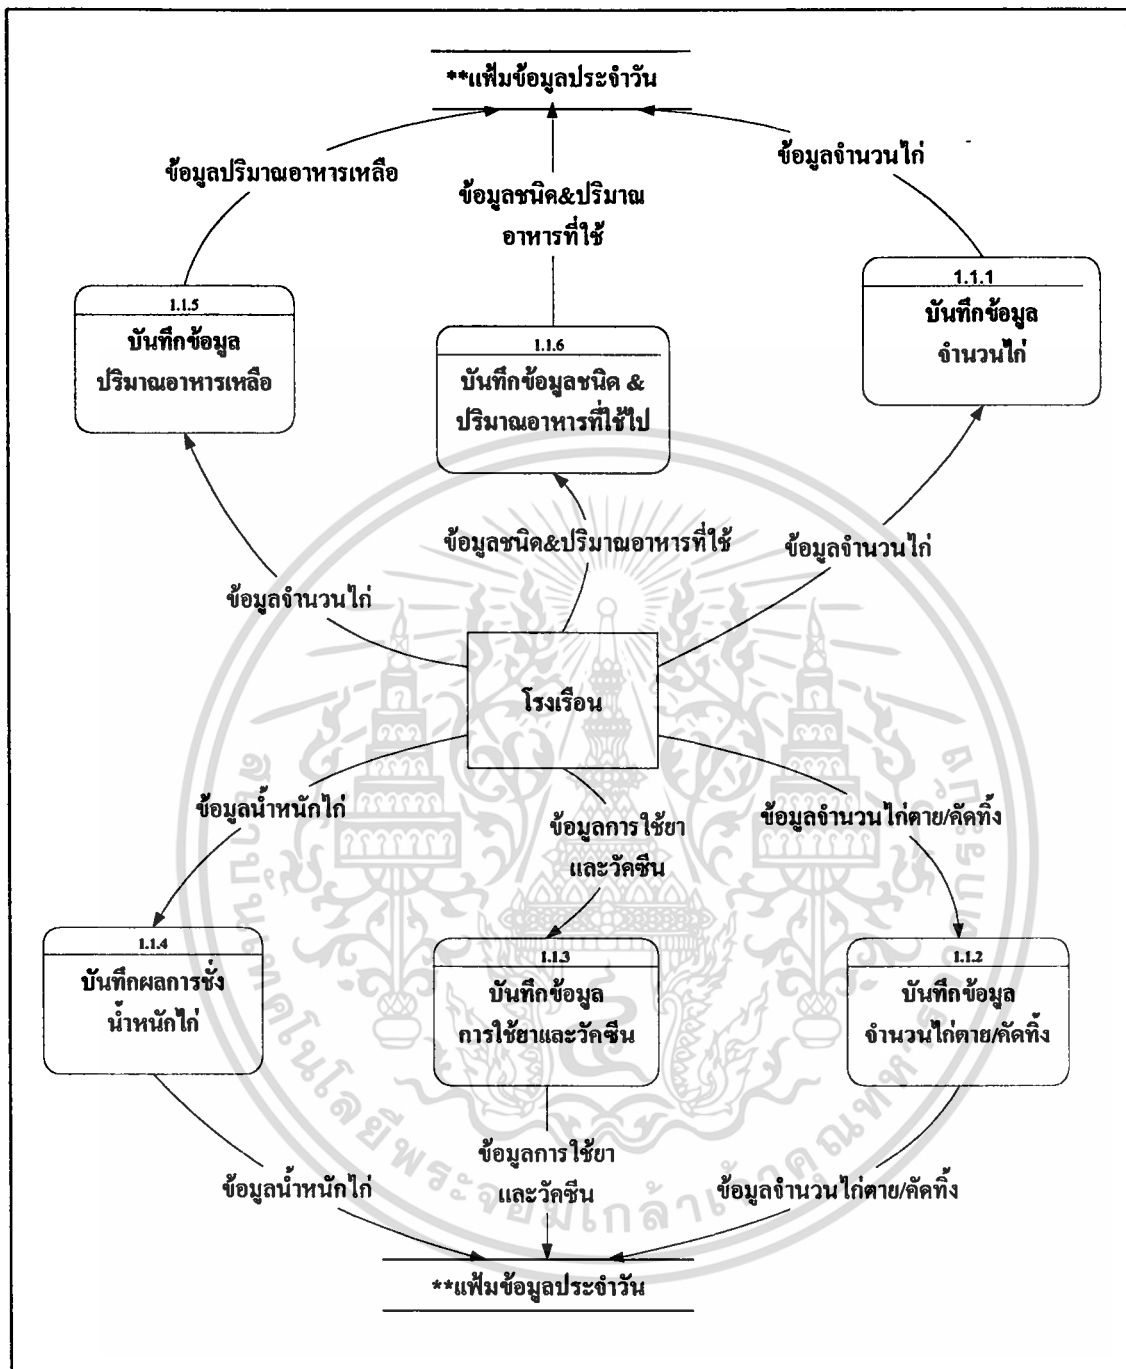 **แฟ้มข้อมูลประจำวัน
ข้อมูลปริมาณอาหารเหลือ
ข้อมูลชนิด&ปริมาณ
อาหารที่ใช้
ข้อมูลจำนวนไก่
1.1.5
บันทึกข้อมูล
ปริมาณอาหารเหลือ
1.1.6
บันทึกข้อมูลชนิด &
ปริมาณอาหารที่ใช้ไป
1.1.1
บันทึกข้อมูล
จำนวนไก่
ข้อมูลจำนวนไก่
ข้อมูลชนิด&ปริมาณอาหารที่ใช้
ข้อมูลจำนวนไก่
โรงเรือน
ข้อมูลน้ำหนักไก่
ข้อมูลการใช้ยา
และวัคซีน
ข้อมูลจำนวนไก่ตาย/คัดทิ้ง
1.1.4
บันทึกผลการชั่ง
น้ำหนักไก่
1.1.3
บันทึกข้อมูล
การใช้ยาและวัคซีน
1.1.2
บันทึกข้อมูล
จำนวนไก่ตาย/คัดทิ้ง
ข้อมูลน้ำหนักไก่
ข้อมูลการใช้ยา
และวัคซีน
ข้อมูลจำนวนไก่ตาย/คัดทิ้ง
**แฟ้มข้อมูลประจำวัน